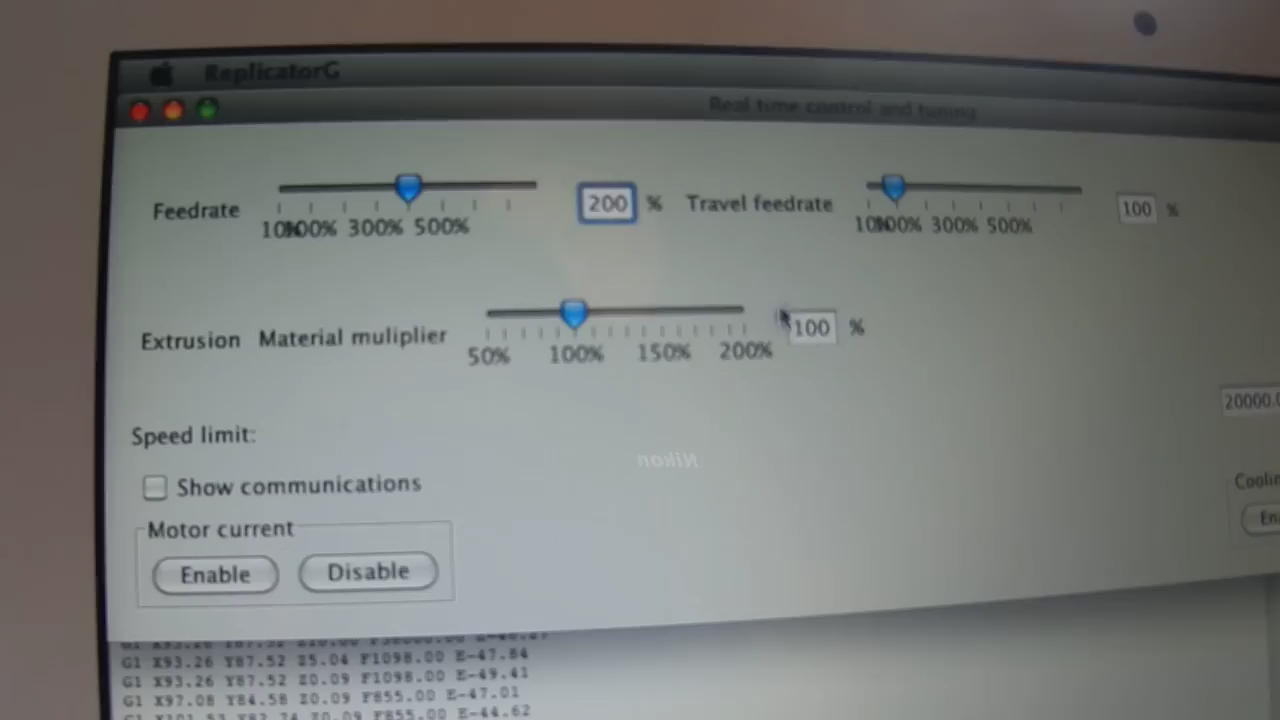 ReplicatorG
Real time control and tuning
Feedrate
100% 300% 500%
200 %
Travel feedrate
100% 300% 500%
100 %
Extrusion Material muliplier
50% 100% 150% 200%
100 %
20000.0
Speed limit:
Show communications
Nikon
Motor current
Enable Disable
G1 X93.26 Y87.52 Z5.04 F1098.00 E-47.84
G1 X93.26 Y87.52 Z0.09 F1098.00 E-49.41
G1 X97.08 Y84.58 Z0.09 F855.00 E-47.01